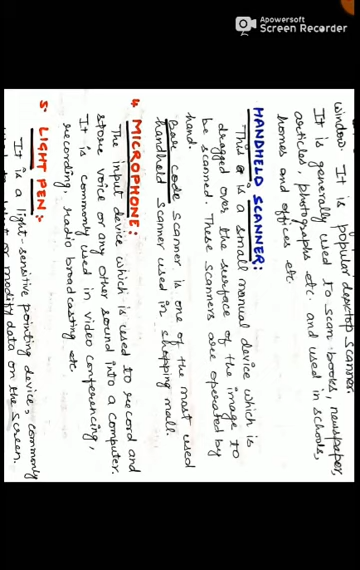 Apowersoft
Screen Recorder
window. It is popular desktop scanner.
It is generally used to scan books, newspaper,
articles, photographs etc and used in schools,
homes and offices etc
HANDHELD SCANNER:
This is a small manual device which is
dragged over the surface of the image to
be scanned. These scanners are operated by
hand.
Bar code scanner is one of the most used
handheld scanner used in shopping mall.
4. MICROPHONE:
The input device which is used to record and
store voice or any other sound into a computer.
It is commonly used in video conferencing,
recording, radio broadcasting etc
5. LIGHT PEN:
It is a light-sensitive pointing device commonly
or modify data on the screen.